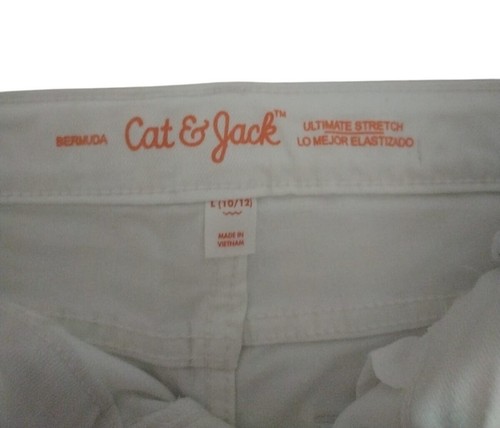 BERMUDA Cat & Jack™
ULTIMATE STRETCH
LO MEJOR ELASTIZADO
L (10/12)
MADE IN
VIETNAM